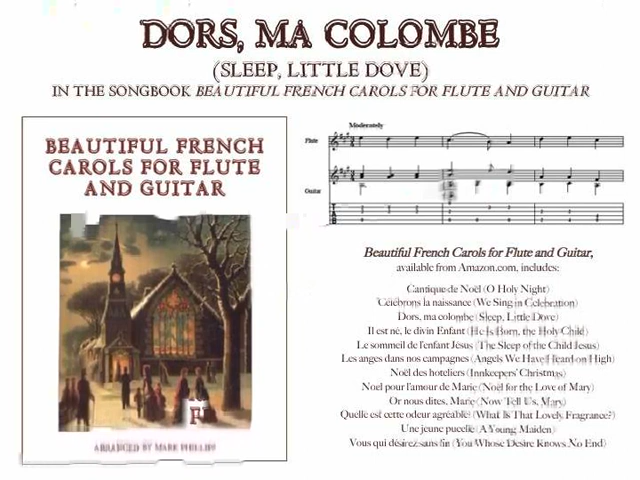 DORS, MA COLOMBE
(SLEEP, LITTLE DOVE)
IN THE SONGBOOK BEAUTIFUL FRENCH CAROLS FOR FLUTE AND GUITAR
BEAUTIFUL FRENCH
CAROLS FOR FLUTE
AND GUITAR
ARRANGED BY MARK PHILLIPS
Moderately
Flute
Guitar
Beautiful French Carols for Flute and Guitar,
available from Amazon.com, includes:
Cantique de Noël (O Holy Night)
Célébrons la naissance (We Sing in Celebration)
Dors, ma colombe (Sleep, Little Dove)
Il est né, le divin Enfant (He Is Born, the Holy Child)
Le sommeil de l'enfant Jésus (The Sleep of the Child Jesus)
Les anges dans nos campagnes (Angels We Have Heard on High)
Noël des hoteliers (Innkeepers' Christmas)
Noel pour l'amour de Marie (Noël for the Love of Mary)
Or nous dites, Marie (Now Tell Us, Mary)
Quelle est cette odeur agréable (What Is That Lovely Fragrance?)
Une jeune pucelle (A Young Maiden)
Vous qui désirez sans fin (You Whose Desire Knows No End)